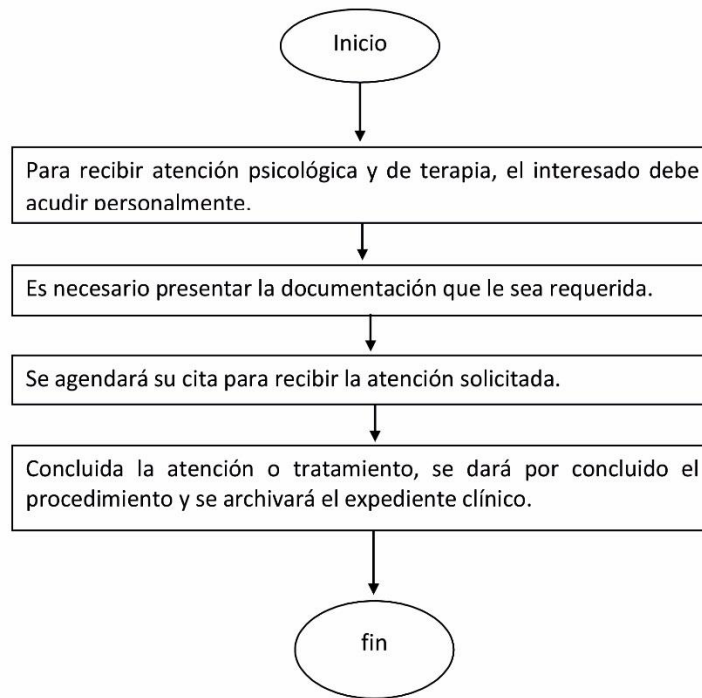 Inicio
Para recibir atención psicológica y de terapia, el interesado debe
acudir personalmente.
Es necesario presentar la documentación que le sea requerida.
Se agendará su cita para recibir la atención solicitada.
Concluida la atención o tratamiento, se dará por concluido el
procedimiento y se archivará el expediente clínico.
fin